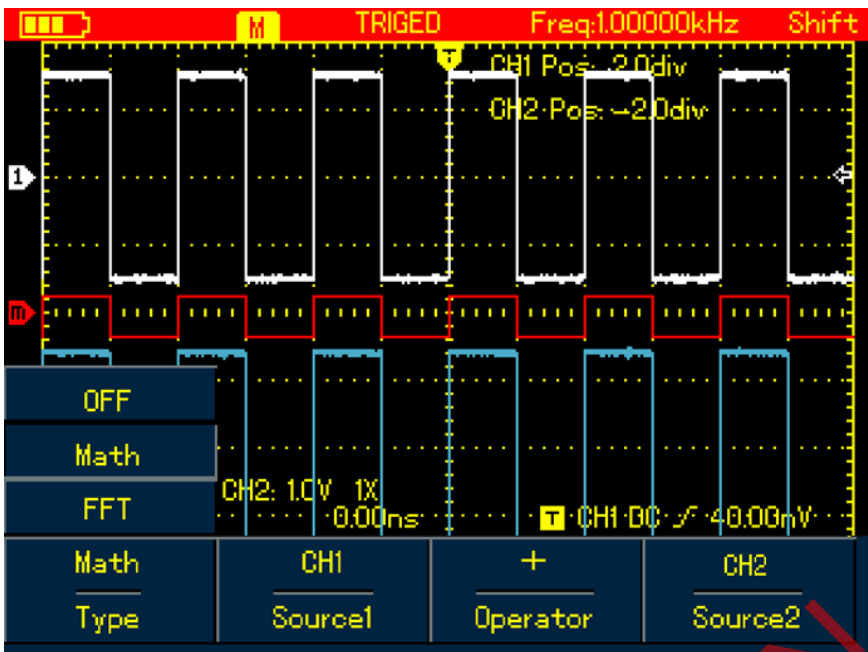 M TRIGED Freq:1.00000kHz Shift
T
CH1 Pos: 2.0div
CH2 Pos: -2.0div
1
m
OFF
Math
FFT
CH2: 1.0V 1X
0.00ns T CH1 DC 40.00mV
Math CH1 + CH2
Type Source1 Operator Source2